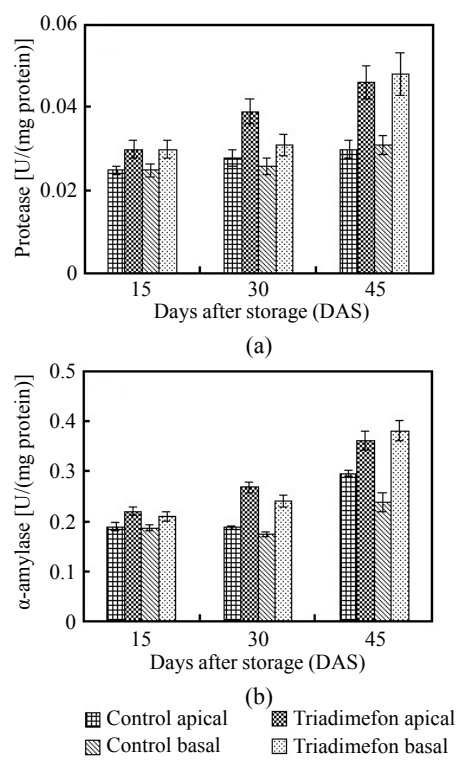 0.06
0.04
0.02
0
Protease [U/(mg protein)]
15 30 45
Days after storage (DAS)
(a)
0.5
0.4
0.3
0.2
0.1
0
α-amylase [U/(mg protein)]
15 30 45
Days after storage (DAS)
(b)
Control apical Triadimefon apical
Control basal Triadimefon basal